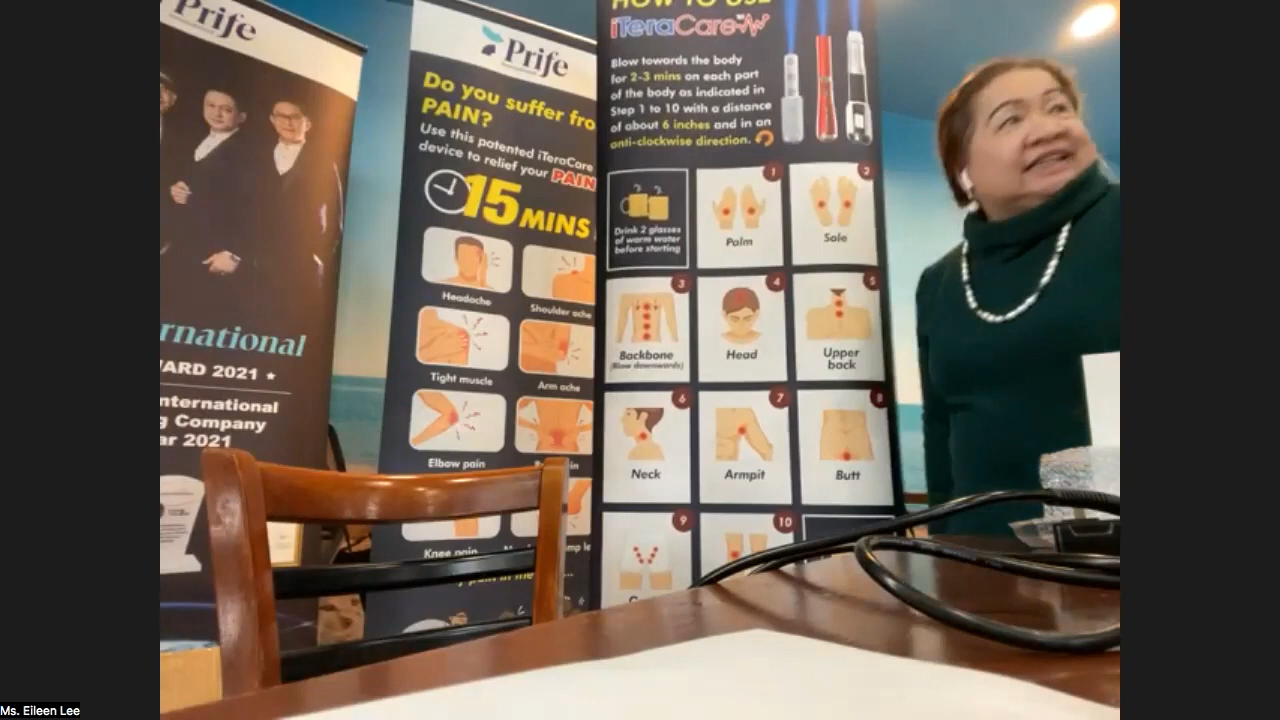 Prife
rnational
ARD 2021 ★
nternational
g Company
ar 2021
Prife
Do you suffer fro
PAIN?
Use this patented iTeraCare
device to relief your PAIN
15 MINS
Headache
Shoulder ache
Tight muscle
Arm ache
Elbow pain
in
Knee pain
HOW TO USE
iTeraCare
Blow towards the body
for 2-3 mins on each part
of the body as indicated in
Step 1 to 10 with a distance
of about 6 inches and in an
anti-clockwise direction.
Drink 2 glasses
of warm water
before starting
1
Palm
2
Sole
3
Backbone
(Blow downwards)
4
Head
5
Upper
back
6
Neck
7
Armpit
8
Butt
9
10
Ms. Eileen Lee